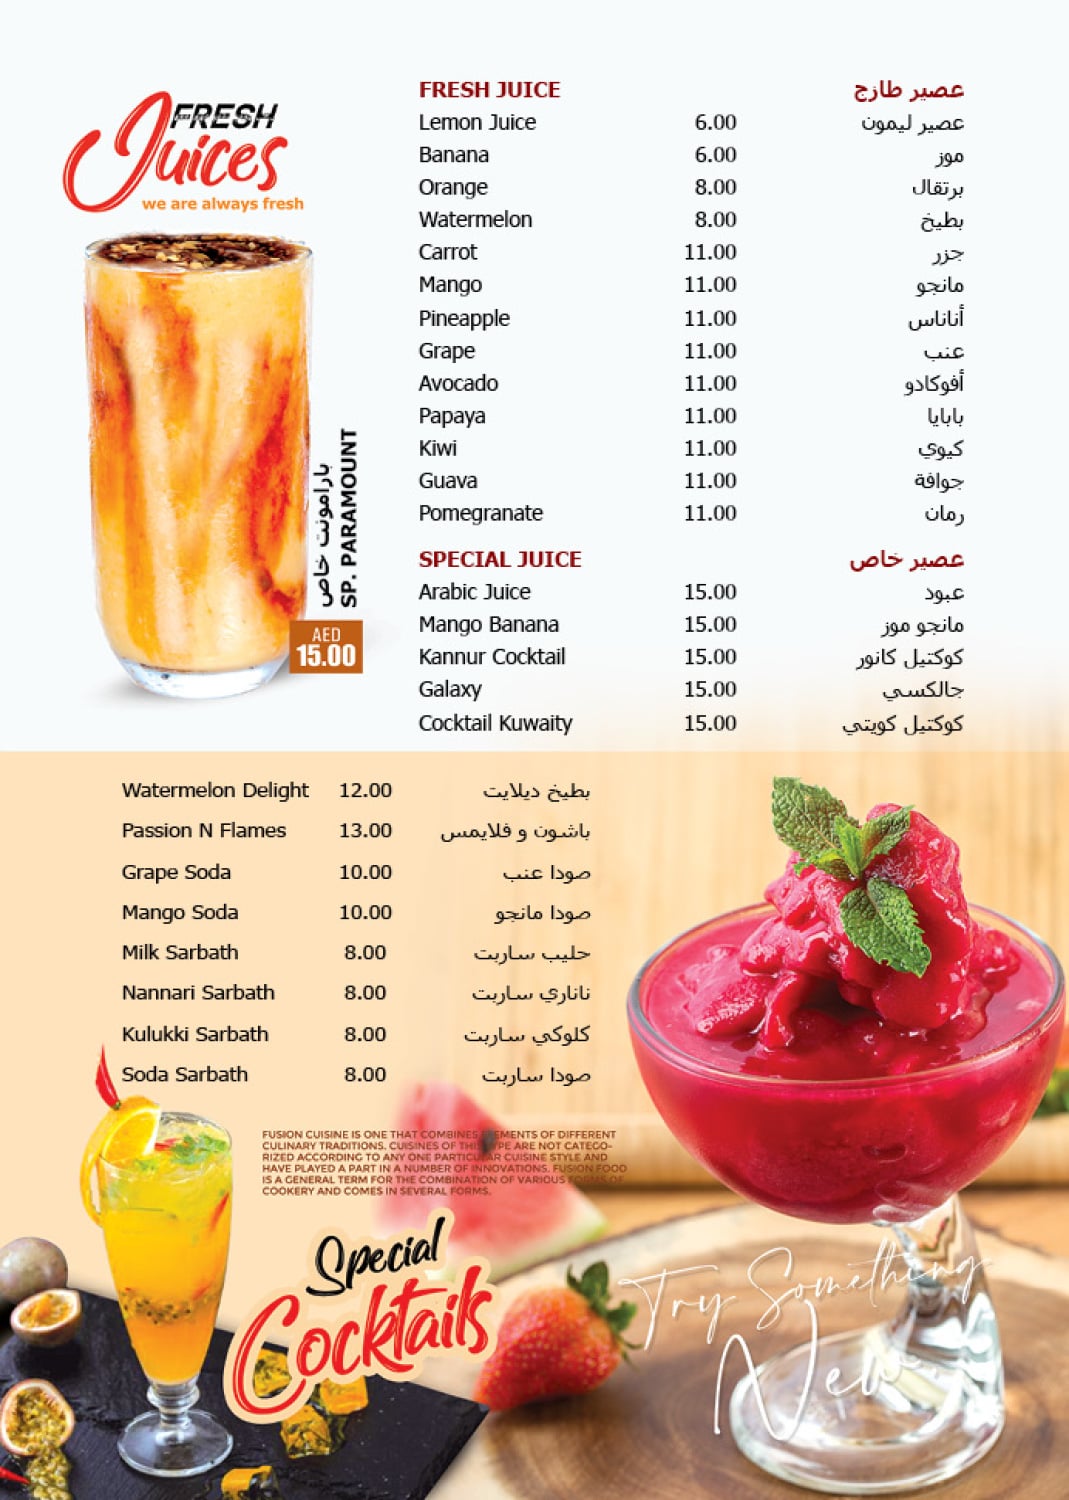 FRESH
Juices
we are always fresh
بارامونت خاص
SP. PARAMOUNT
AED
15.00
FRESH JUICE عصير طازج
Lemon Juice 6.00 عصير ليمون
Banana 6.00 موز
Orange 8.00 برتقال
Watermelon 8.00 بطيخ
Carrot 11.00 جزر
Mango 11.00 مانجو
Pineapple 11.00 أناناس
Grape 11.00 عنب
Avocado 11.00 أفوكادو
Papaya 11.00 بابايا
Kiwi 11.00 كيوي
Guava 11.00 جوافة
Pomegranate 11.00 رمان
SPECIAL JUICE عصير خاص
Arabic Juice 15.00 عبود
Mango Banana 15.00 مانجو موز
Kannur Cocktail 15.00 كوكتيل كانور
Galaxy 15.00 جالكسي
Cocktail Kuwaity 15.00 كوكتيل كويتي
Watermelon Delight 12.00 بطيخ ديلايت
Passion N Flames 13.00 باشون و فلايمس
Grape Soda 10.00 صودا عنب
Mango Soda 10.00 صودا مانجو
Milk Sarbath 8.00 حليب ساربت
Nannari Sarbath 8.00 ناناري ساربت
Kulukki Sarbath 8.00 كلوكي ساربت
Soda Sarbath 8.00 صودا ساربت
FUSION CUISINE IS ONE THAT COMBINES ELEMENTS OF DIFFERENT
CULINARY TRADITIONS. CUISINES OF THIS TYPE ARE NOT CATEGO-
RIZED ACCORDING TO ANY ONE PARTICULAR CUISINE STYLE AND
HAVE PLAYED A PART IN A NUMBER OF INNOVATIONS. FUSION FOOD
IS A GENERAL TERM FOR THE COMBINATION OF VARIOUS FORMS OF
COOKERY AND COMES IN SEVERAL FORMS.
Special
Cocktails
Try Something
New